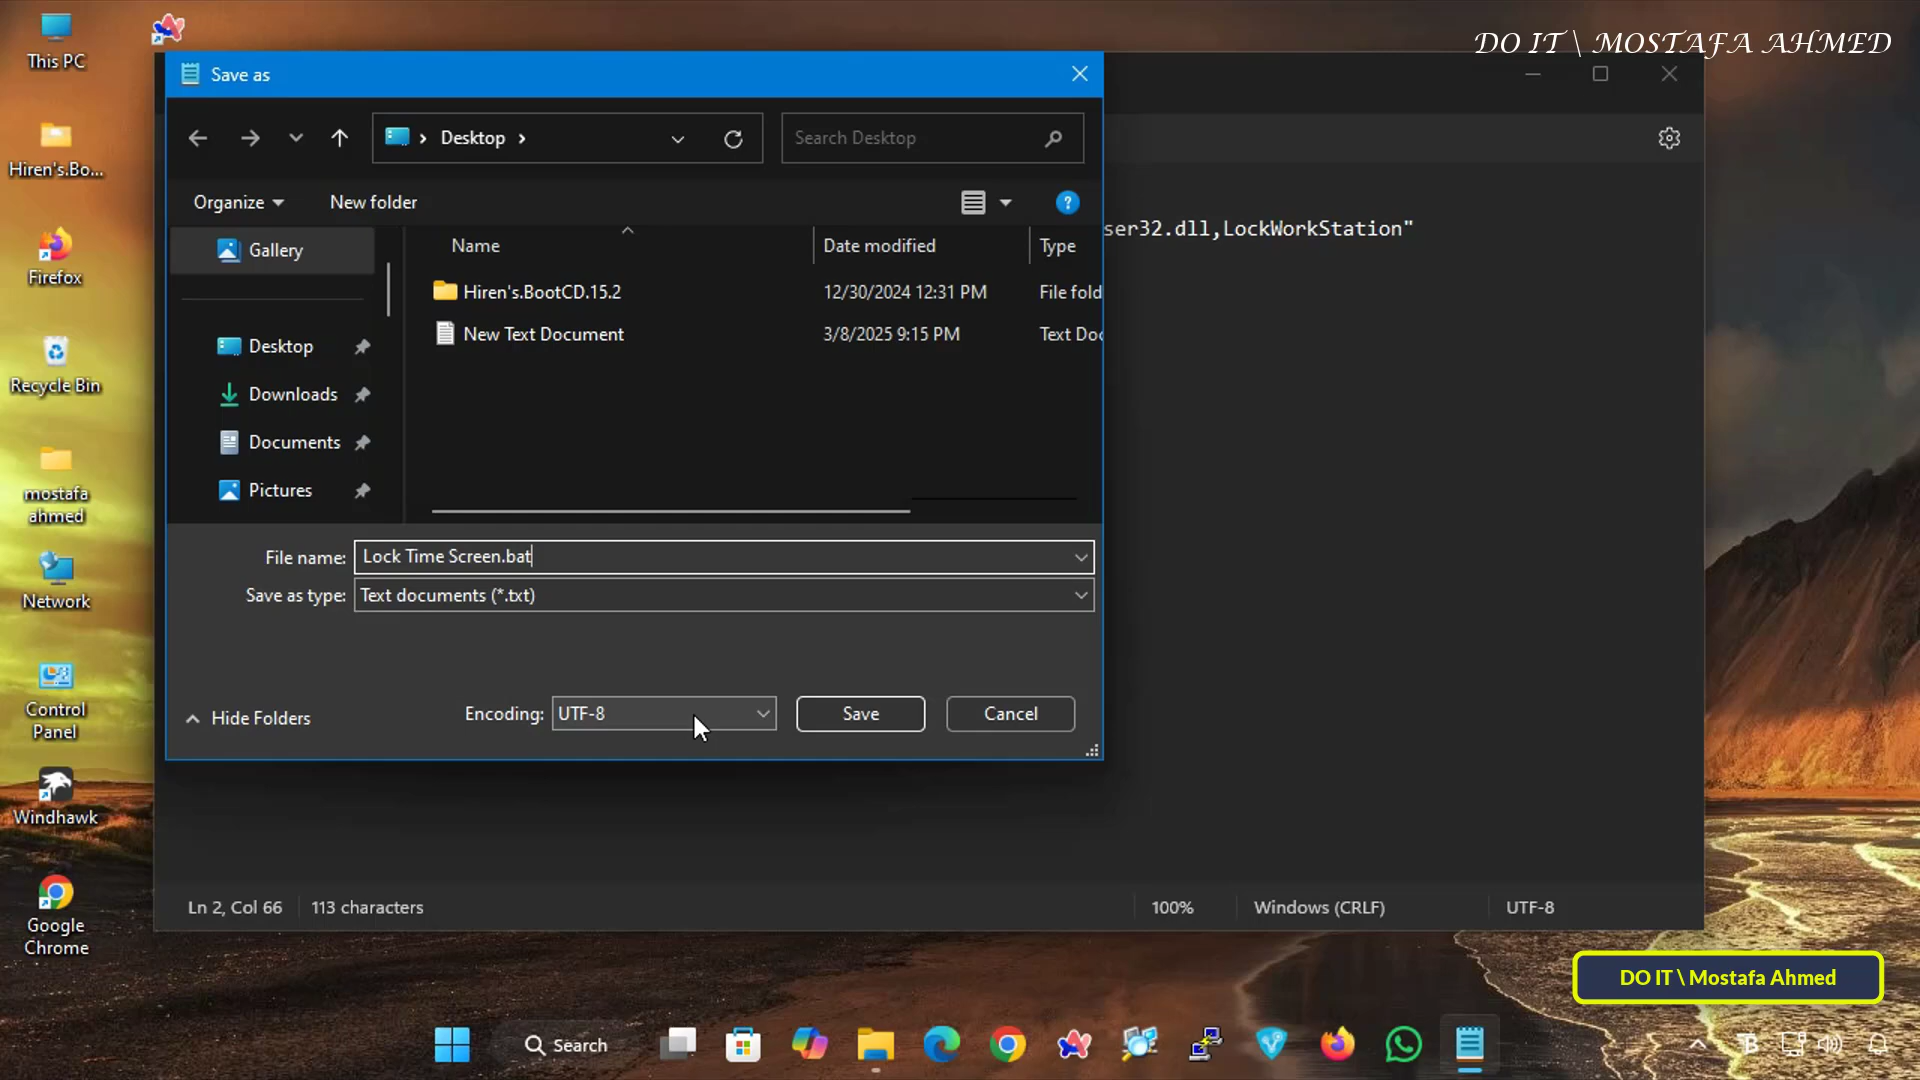 DO IT \ MOSTAFA AHMED
This PC
Hiren's.Bo...
Firefox
Recycle Bin
mostafa
ahmed
Network
Control
Panel
Windhawk
Google
Chrome
Save as
Desktop
Search Desktop
Organize
New folder
Gallery
Desktop
Downloads
Documents
Pictures
Name
Date modified
Type
Hiren's.BootCD.15.2
12/30/2024 12:31 PM
File fold
New Text Document
3/8/2025 9:15 PM
Text Doc
ser32.dll,LockWorkStation"
File name:
Lock Time Screen.bat
Save as type:
Text documents (*.txt)
Hide Folders
Encoding:
UTF-8
Save
Cancel
Ln 2, Col 66
113 characters
100%
Windows (CRLF)
UTF-8
DO IT \ Mostafa Ahmed
Search